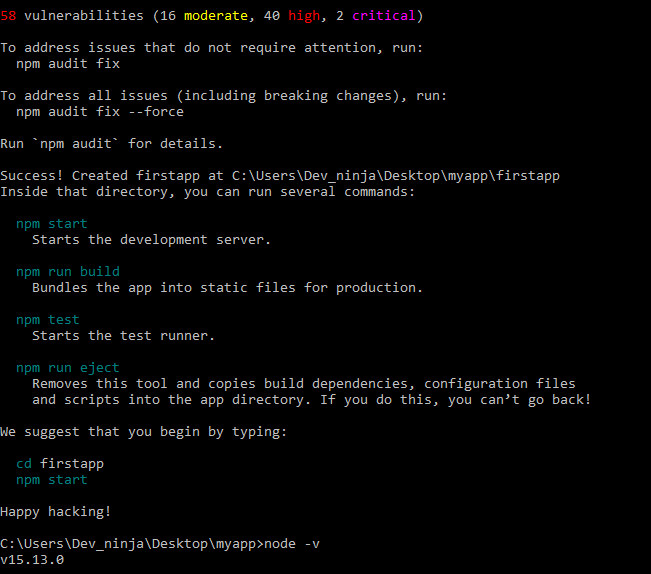 58 vulnerabilities (16 moderate, 40 high, 2 critical)
To address issues that do not require attention, run:
npm audit fix
To address all issues (including breaking changes), run:
npm audit fix --force
Run `npm audit` for details.
Success! Created firstapp at C:\Users\Dev_ninja\Desktop\myapp\firstapp
Inside that directory, you can run several commands:
npm start
Starts the development server.
npm run build
Bundles the app into static files for production.
npm test
Starts the test runner.
npm run eject
Removes this tool and copies build dependencies, configuration files
and scripts into the app directory. If you do this, you can’t go back!
We suggest that you begin by typing:
cd firstapp
npm start
Happy hacking!
C:\Users\Dev_ninja\Desktop\myapp>node -v
v15.13.0